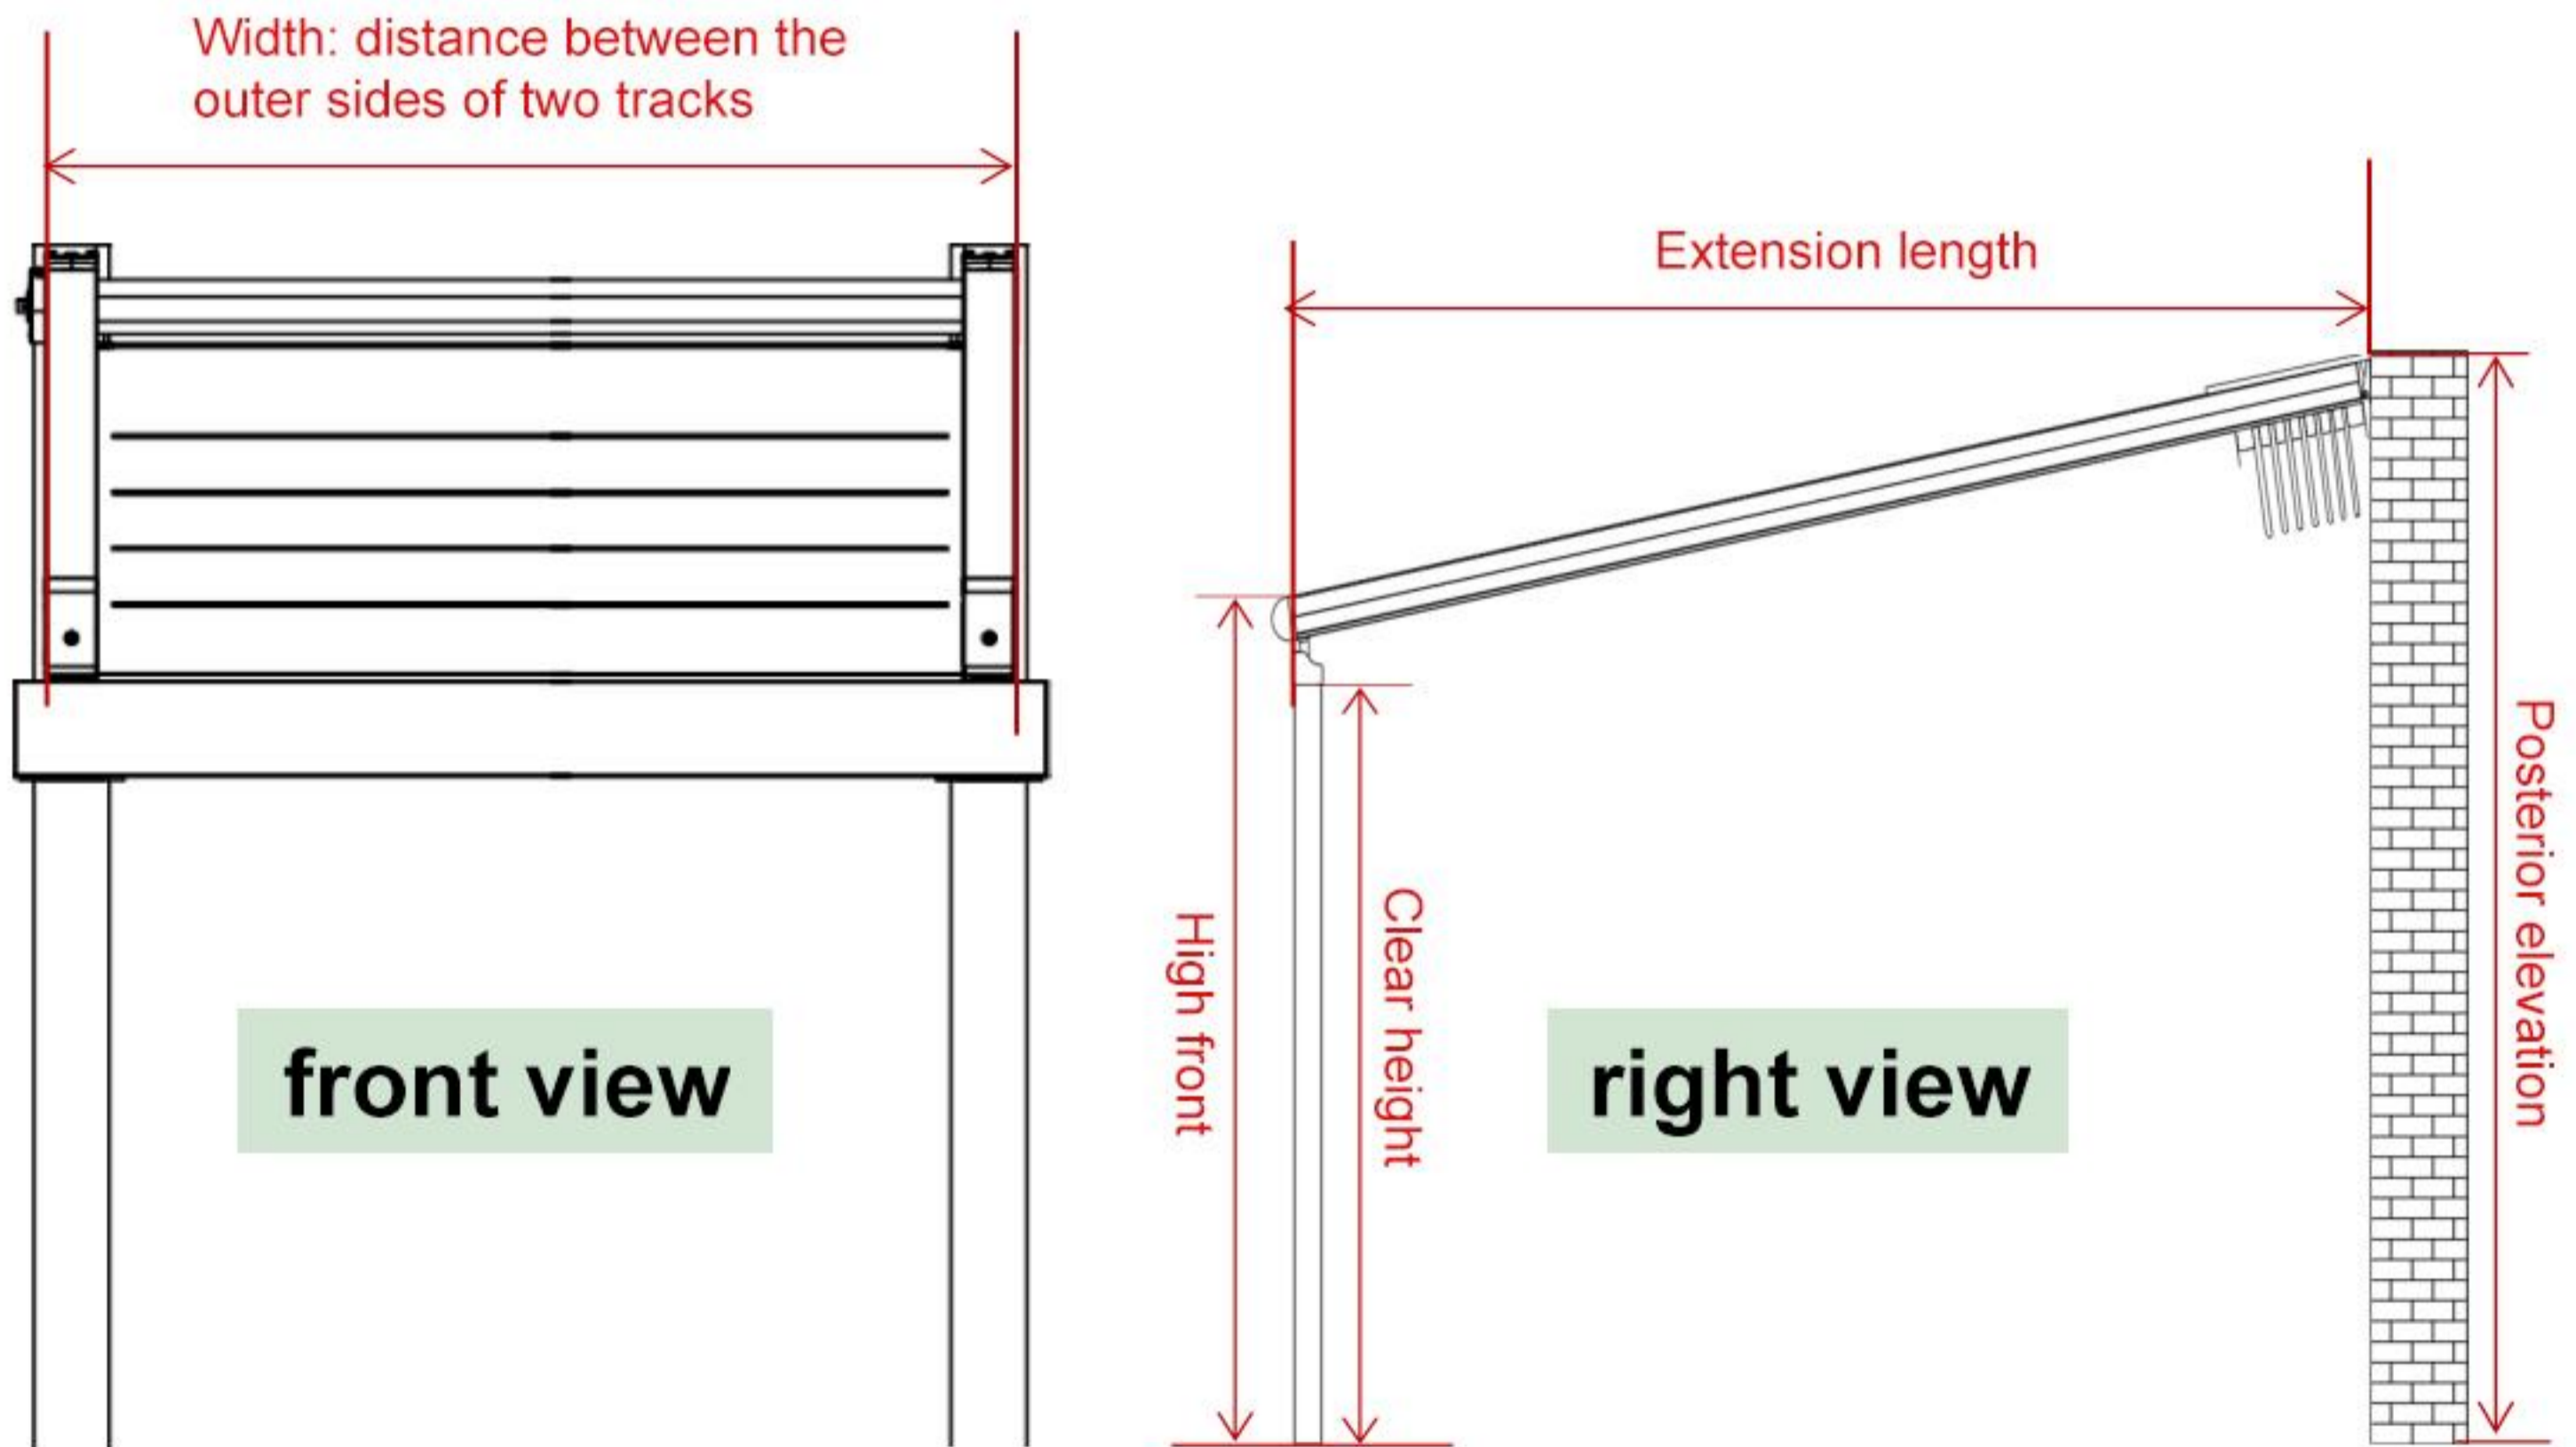 Width: distance between the
outer sides of two tracks
Extension length
High front
Clear height
Posterior elevation
front view
right view